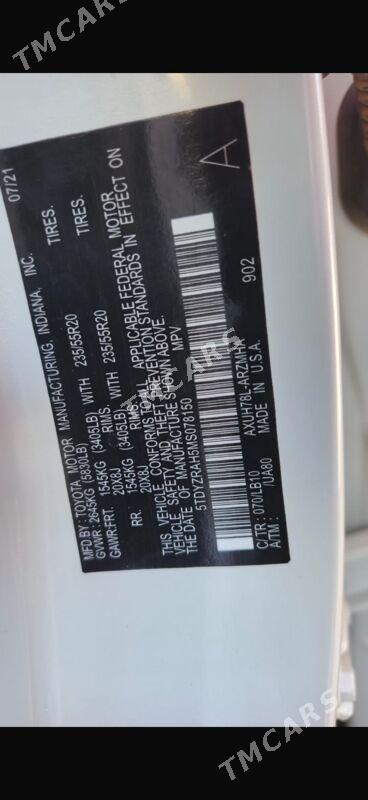 TMCARS
MFD BY: TOYOTA MOTOR MANUFACTURING, INDIANA, INC. 07/21
GVWR: 2645KG (5830LB)
GAWR:FRT. 1545KG (3405LB) WITH 235/55R20 TIRES.
20X8J RIMS.
RR. 1545KG (3405LB) WITH 235/55R20 TIRES.
20X8J RIMS.
THIS VEHICLE CONFORMS TO ALL APPLICABLE FEDERAL MOTOR
VEHICLE SAFETY AND THEFT PREVENTION STANDARDS IN EFFECT ON
THE DATE OF MANUFACTURE SHOWN ABOVE.
5TDYZRAH5MS078150 MPV
A
C/TR: 070/LB10 AXUH78L-ARZMHA 902
A/TM: /UA80 MADE IN U.S.A.
TMCARS
TMCARS